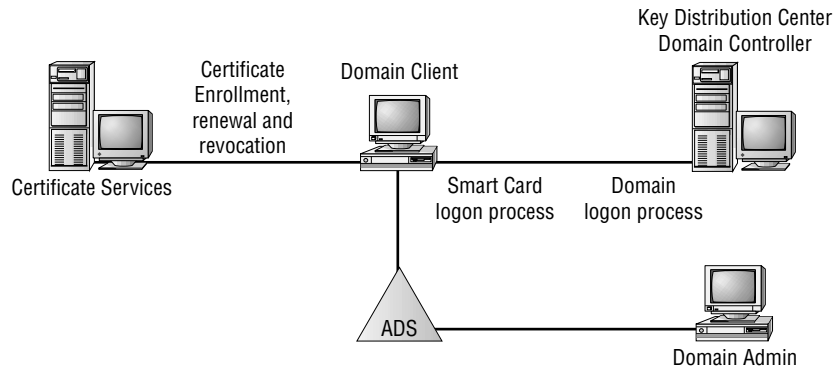 Key Distribution Center
Domain Controller
Certificate
Enrollment,
renewal and
revocation
Domain Client
Certificate Services
Smart Card
logon process
Domain
logon process
ADS
Domain Admin